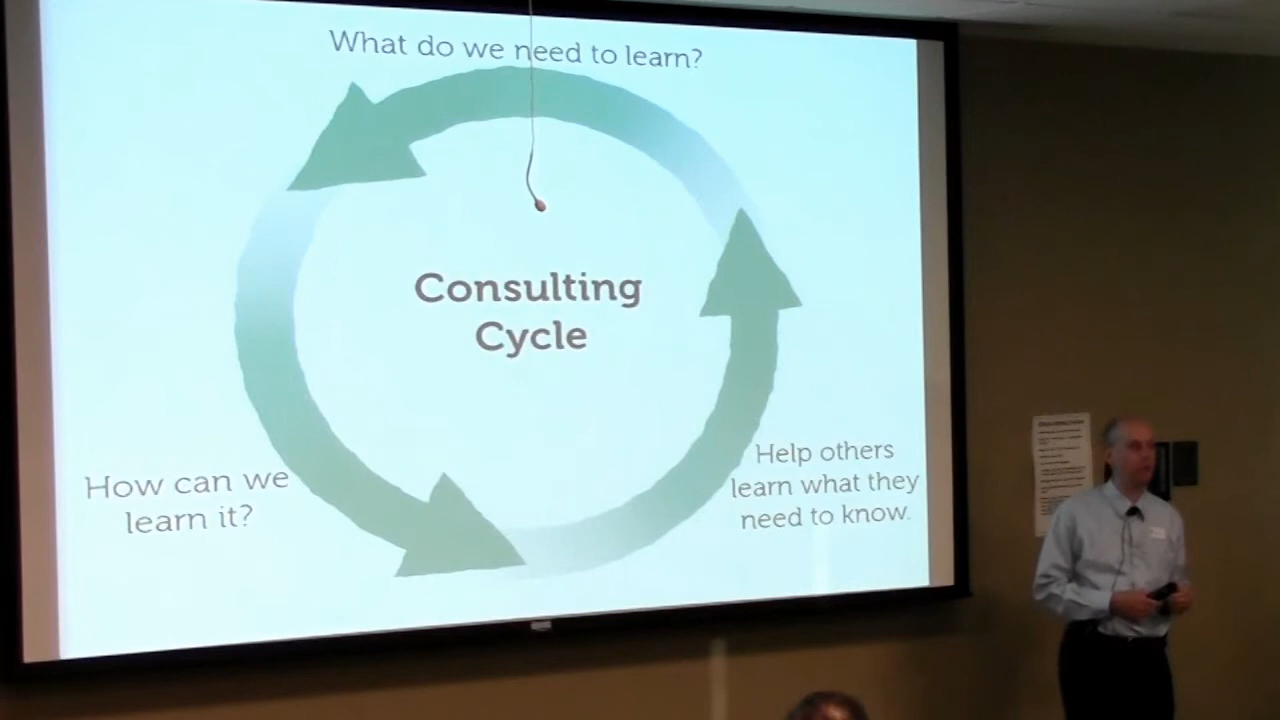 What do we need to learn?
Consulting
Cycle
How can we
learn it?
Help others
learn what they
need to know.